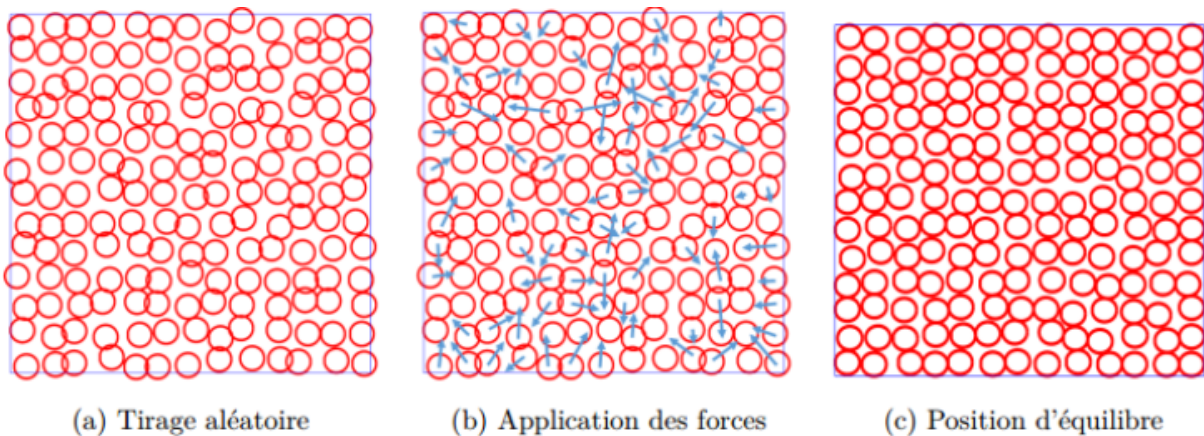 (a) Tirage aléatoire
(b) Application des forces
(c) Position d'équilibre